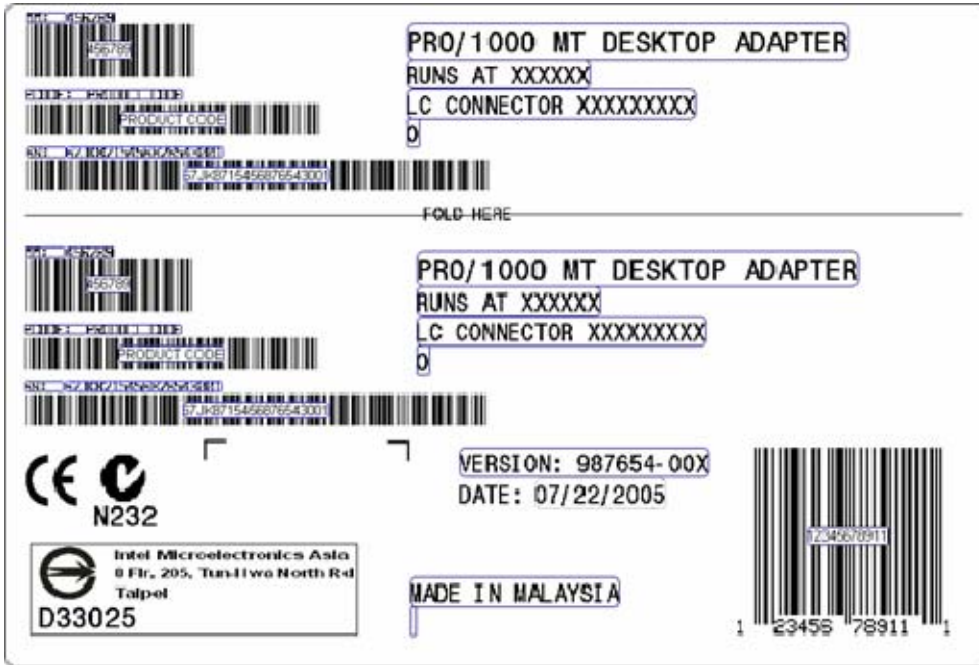 456789
PRO/1000 MT DESKTOP ADAPTER
RUNS AT XXXXXX
LC CONNECTOR XXXXXXXXX
0
PRODUCT CODE
67JK8715456876543001
FOLD HERE
456789
PRO/1000 MT DESKTOP ADAPTER
RUNS AT XXXXXX
LC CONNECTOR XXXXXXXXX
0
PRODUCT CODE
67JK8715456876543001
CE
N232
VERSION: 987654-00X
DATE: 07/22/2005
12345678911
Intel Microelectronics Asia
8 Flr, 205, Tun-Hwa North Rd
Taipei
D33025
MADE IN MALAYSIA
1 23456 78911 1